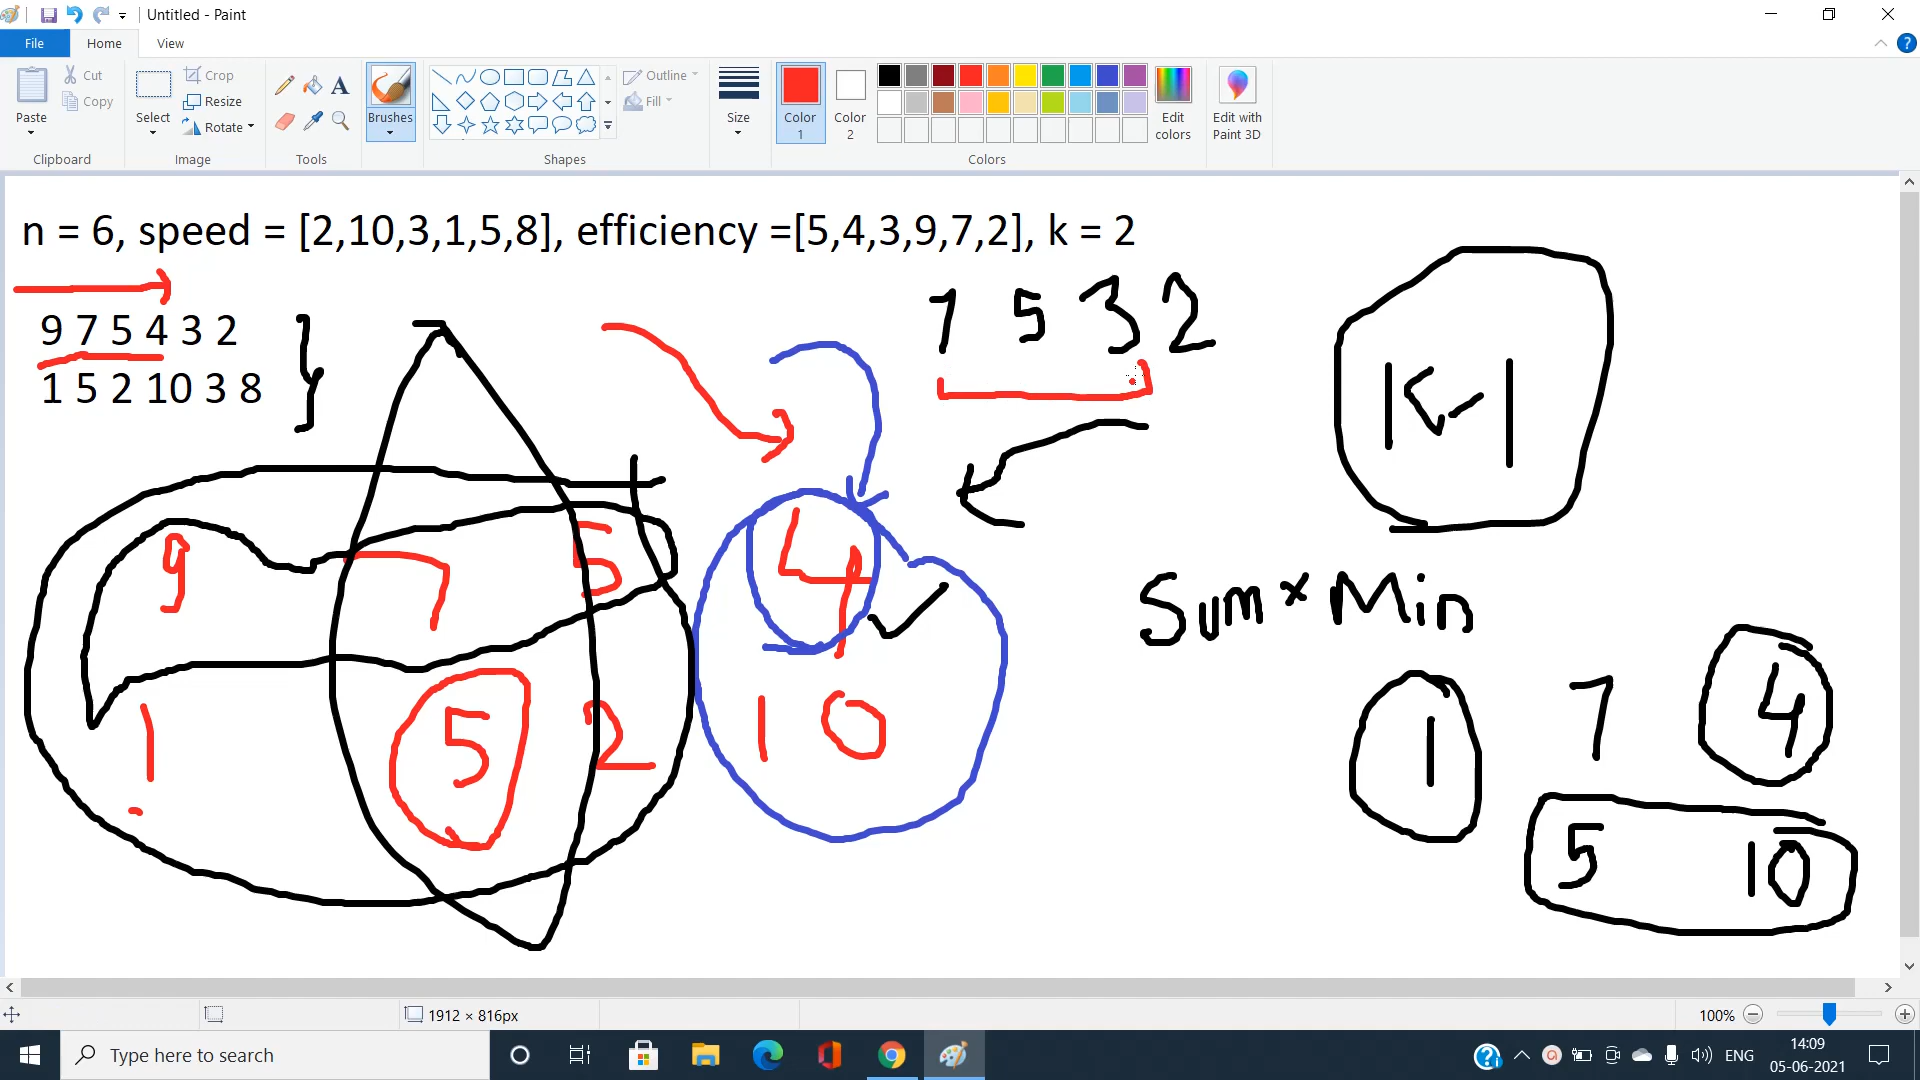 Untitled - Paint
File Home View
Paste Cut Copy Clipboard
Select Crop Resize Rotate Image
Tools
Brushes
Shapes Outline Fill
Size
Color 1 Color 2 Colors
Edit colors
Edit with Paint 3D
n = 6, speed = [2,10,3,1,5,8], efficiency =[5,4,3,9,7,2], k = 2
9 7 5 4 3 2
1 5 2 10 3 8
7 5 3 2
K-1
9 7 5 4
1 5 2 10
Sum × Min
1 7 4
5 10
1912 × 816px 100%
Type here to search
ENG
14:09
05-06-2021